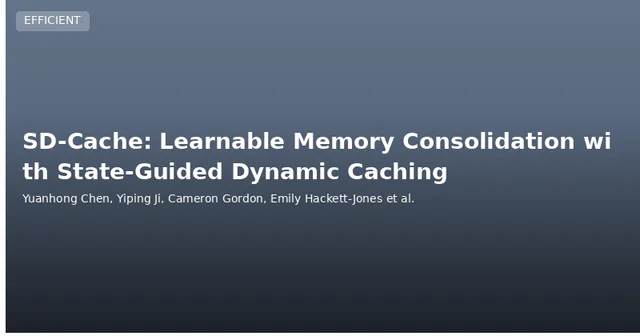 EFFICIENT
SD-Cache: Learnable Memory Consolidation wi
th State-Guided Dynamic Caching
Yuanhong Chen, Yiping Ji, Cameron Gordon, Emily Hackett-Jones et al.